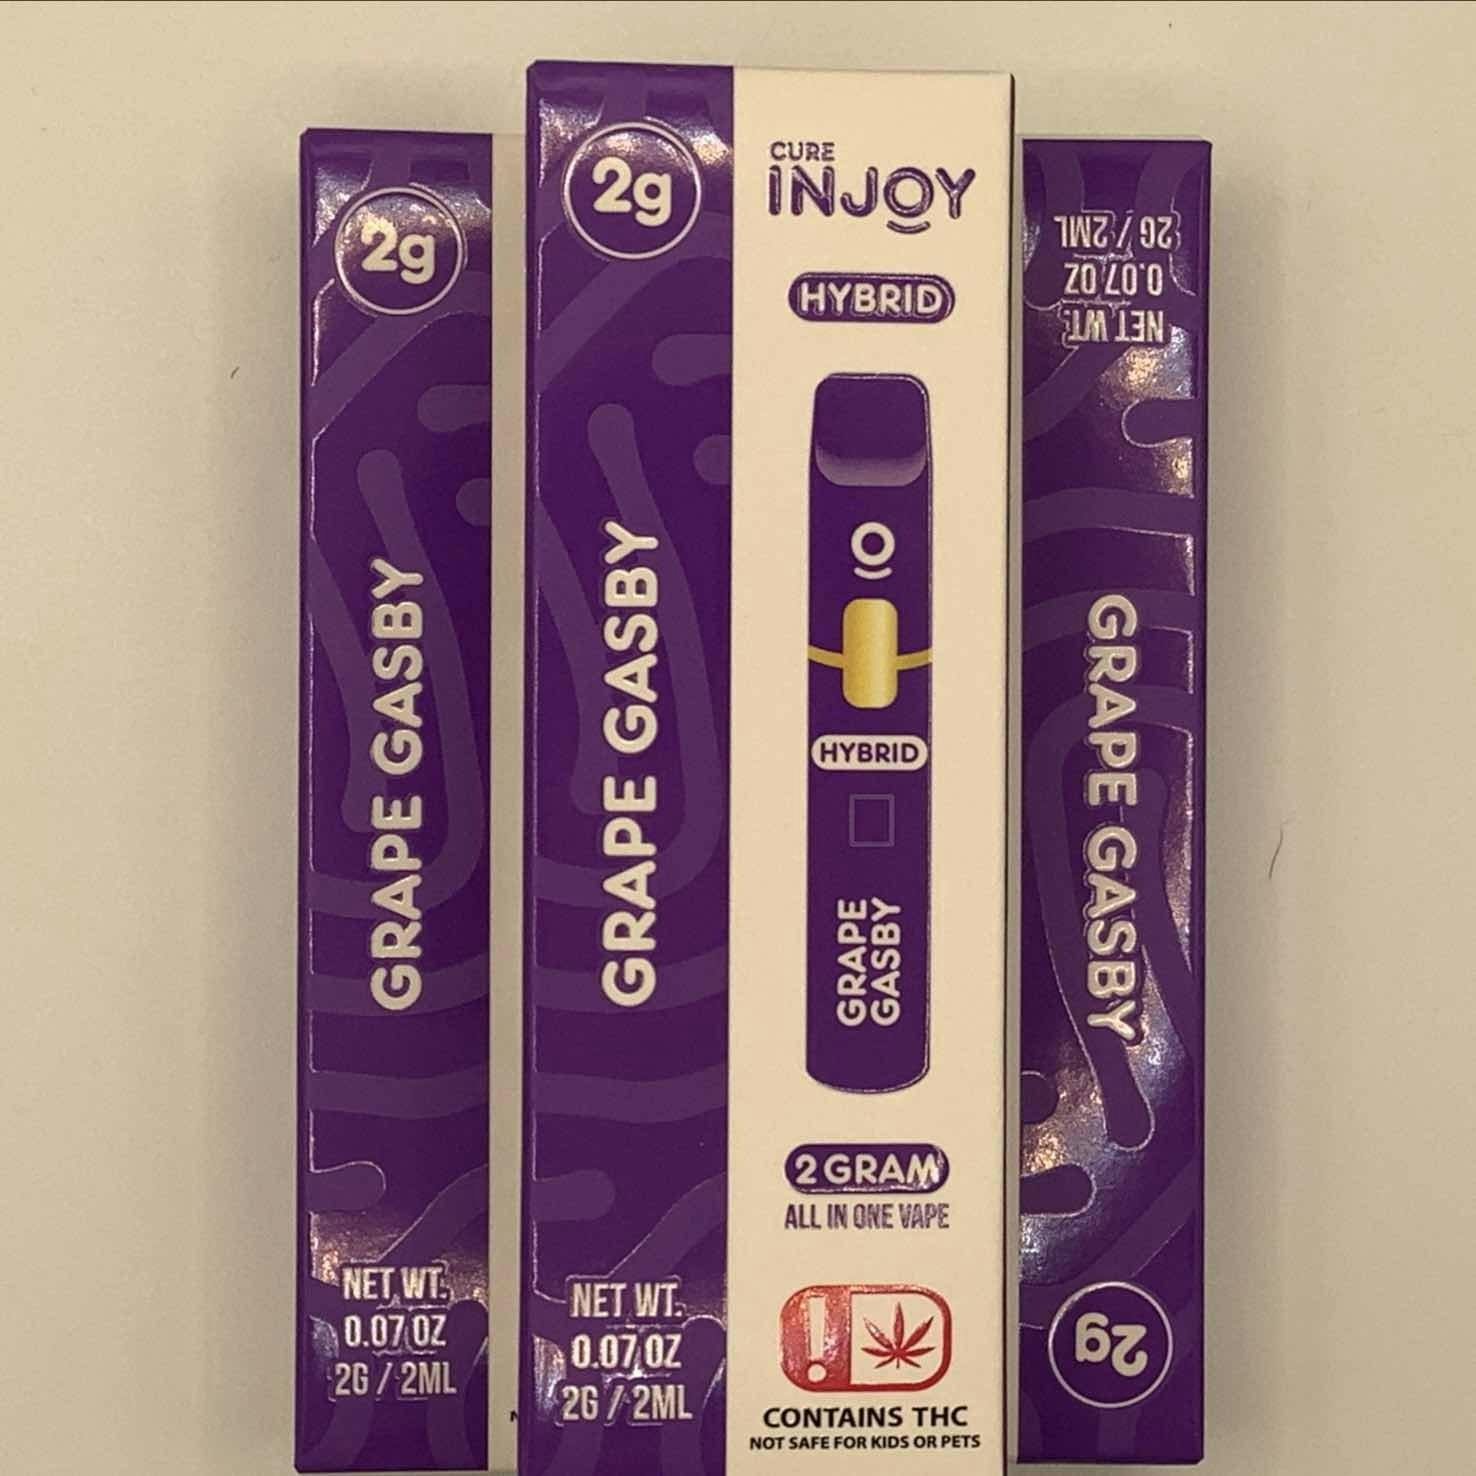 2g
GRAPE GASBY
NET WT.
0.07 OZ
2G / 2ML
2g
GRAPE GASBY
NET WT.
0.07 OZ
2G / 2ML
CURE
INJOY
HYBRID
HYBRID
GRAPE
GASBY
2 GRAM
ALL IN ONE VAPE
!
CONTAINS THC
NOT SAFE FOR KIDS OR PETS
2g
GRAPE GASBY
NET WT.
0.07 OZ
2G / 2ML